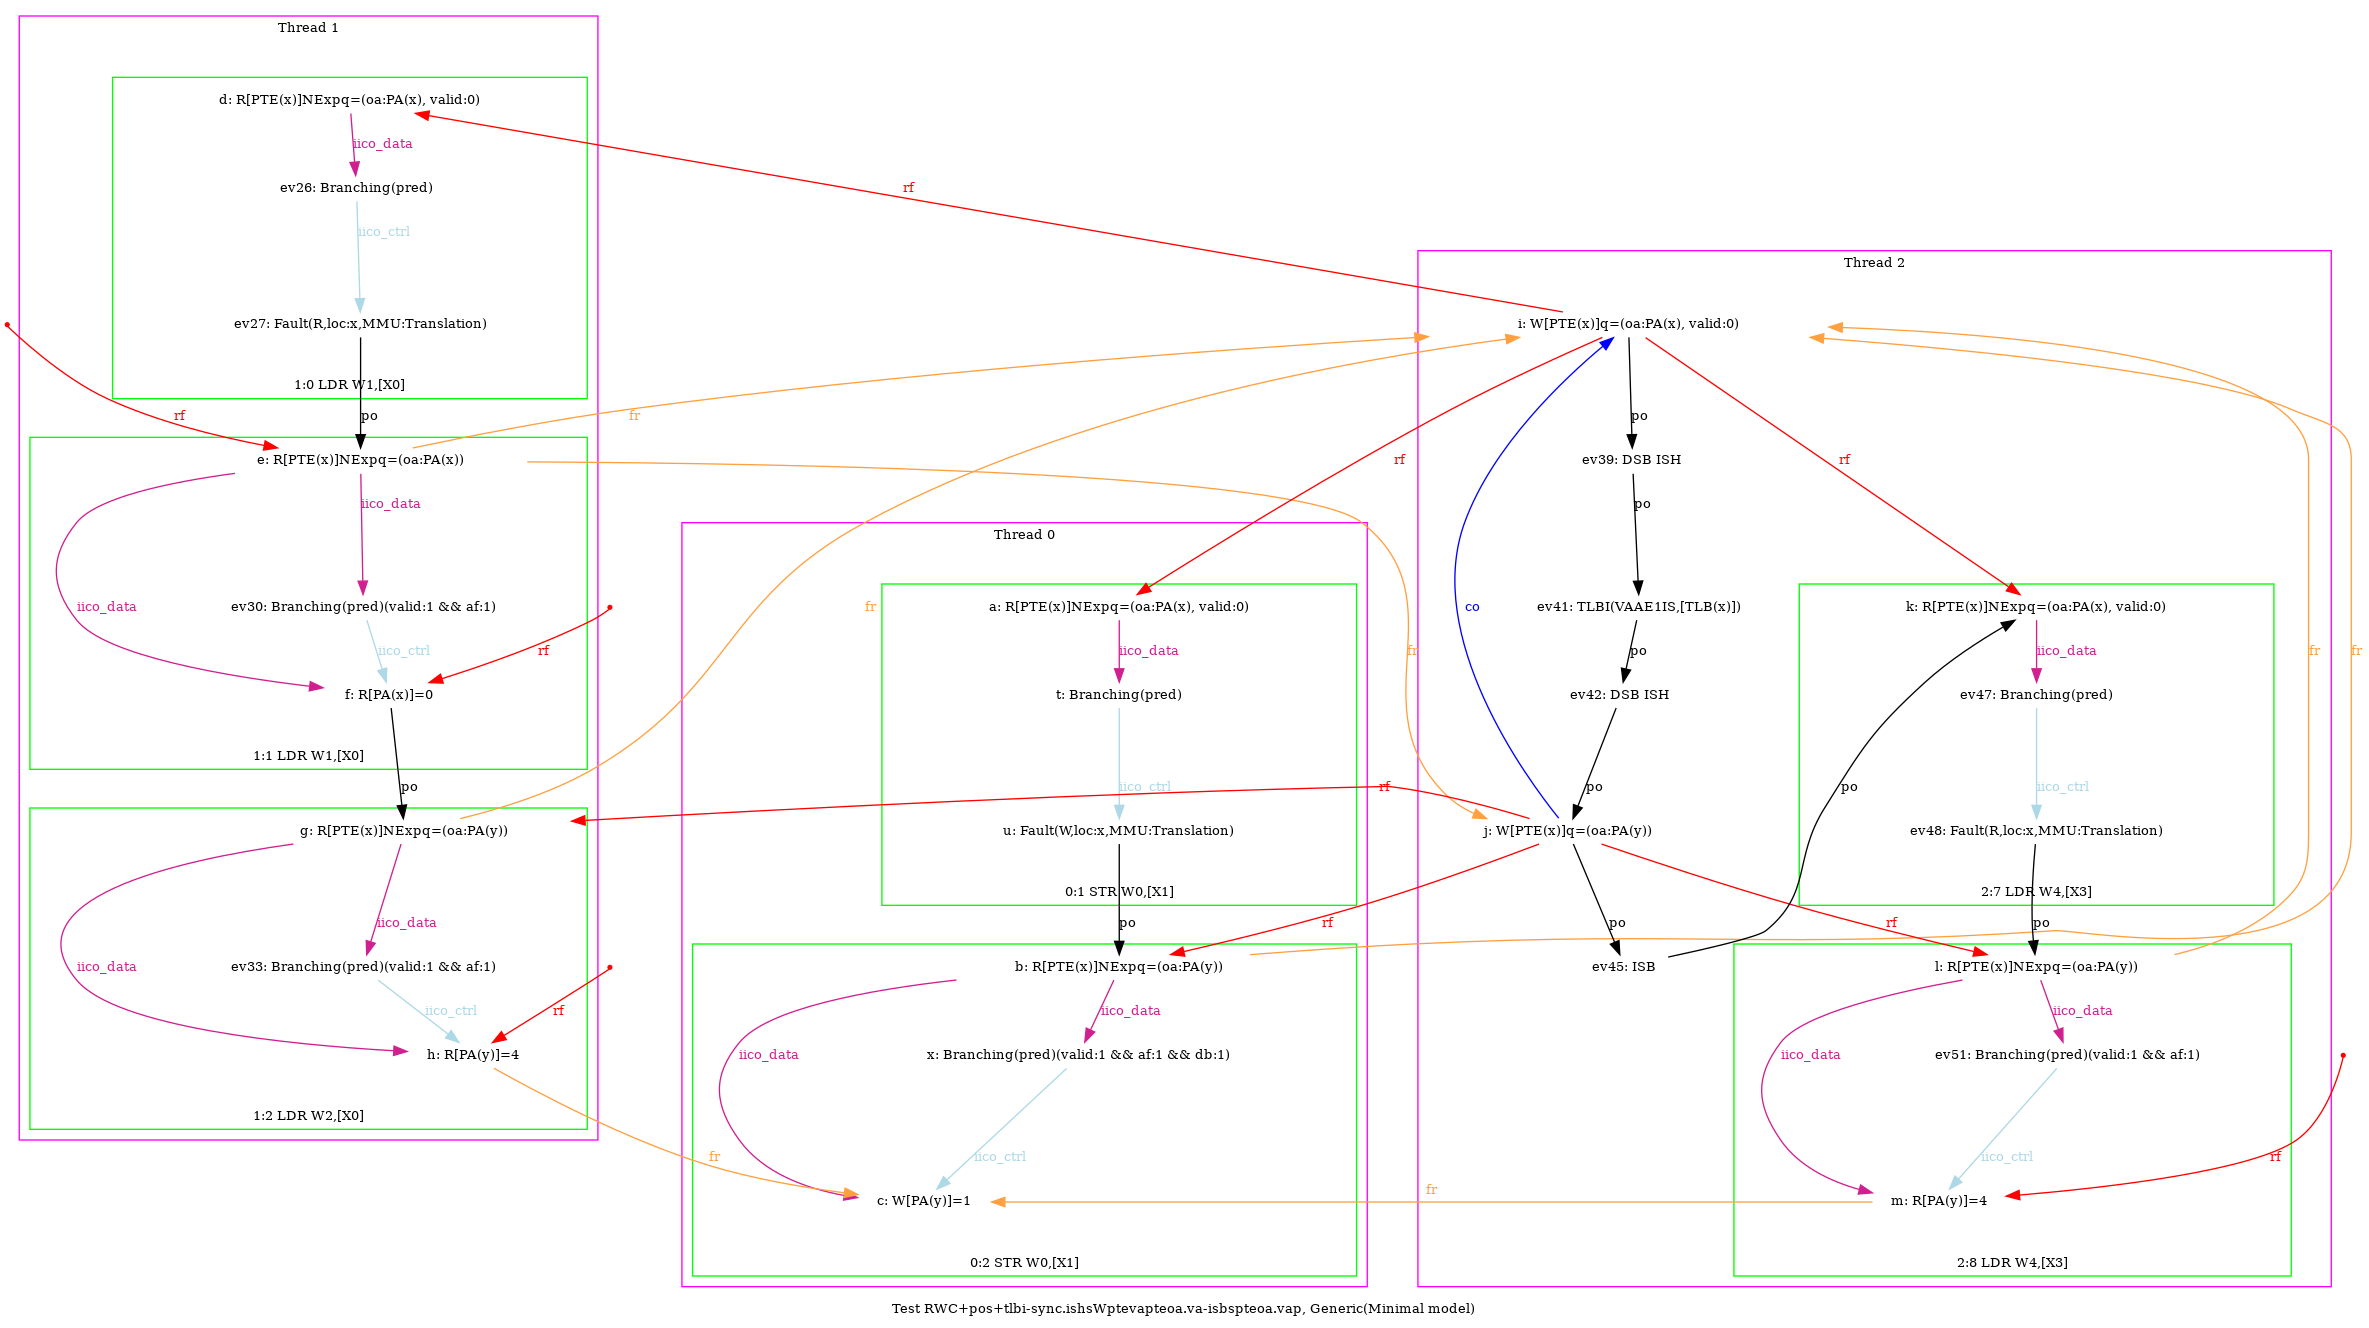 Thread 1
d: R[PTE(x)]NExpq=(oa:PA(x), valid:0)
iico_data
ev26: Branching(pred)
rf
iico_ctrl
ev27: Fault(R,loc:x,MMU:Translation)
1:0 LDR W1,[X0]
rf
po
fr
e: R[PTE(x)]NExpq=(oa:PA(x))
iico_data
iico_data
ev30: Branching(pred)(valid:1 && af:1)
iico_ctrl
rf
f: R[PA(x)]=0
1:1 LDR W1,[X0]
po
g: R[PTE(x)]NExpq=(oa:PA(y))
iico_data
iico_data
ev33: Branching(pred)(valid:1 && af:1)
iico_ctrl
rf
h: R[PA(y)]=4
1:2 LDR W2,[X0]
fr
Thread 0
fr
a: R[PTE(x)]NExpq=(oa:PA(x), valid:0)
iico_data
t: Branching(pred)
iico_ctrl
u: Fault(W,loc:x,MMU:Translation)
0:1 STR W0,[X1]
po
rf
b: R[PTE(x)]NExpq=(oa:PA(y))
iico_data
iico_data
x: Branching(pred)(valid:1 && af:1 && db:1)
iico_ctrl
c: W[PA(y)]=1
0:2 STR W0,[X1]
Thread 2
i: W[PTE(x)]q=(oa:PA(x), valid:0)
rf
po
rf
ev39: DSB ISH
po
co
ev41: TLBI(VAAE1IS,[TLB(x)])
fr
po
ev42: DSB ISH
rf
po
j: W[PTE(x)]q=(oa:PA(y))
po
rf
ev45: ISB
po
k: R[PTE(x)]NExpq=(oa:PA(x), valid:0)
iico_data
fr
fr
ev47: Branching(pred)
iico_ctrl
ev48: Fault(R,loc:x,MMU:Translation)
2:7 LDR W4,[X3]
po
l: R[PTE(x)]NExpq=(oa:PA(y))
iico_data
iico_data
ev51: Branching(pred)(valid:1 && af:1)
iico_ctrl
rf
fr
m: R[PA(y)]=4
2:8 LDR W4,[X3]
Test RWC+pos+tlbi-sync.ishsWptevapteoa.va-isbspteoa.vap, Generic(Minimal model)